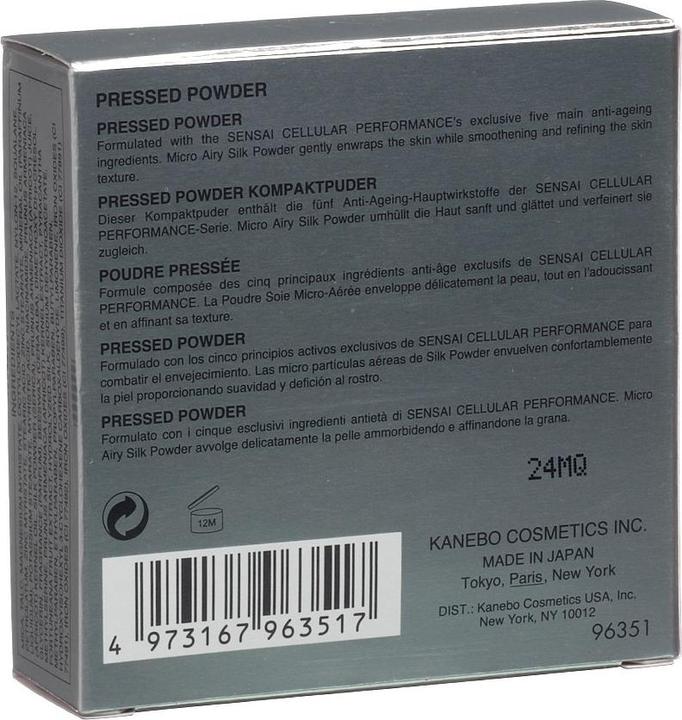 PRESSED POWDER
PRESSED POWDER
Formulated with the SENSAI CELLULAR PERFORMANCE's exclusive five main anti-ageing
ingredients. Micro Airy Silk Powder gently enwraps the skin while smoothening and refining the skin
texture.
PRESSED POWDER KOMPAKTPUDER
Dieser Kompaktpuder enthält die fünf Anti-Ageing-Hauptwirkstoffe der SENSAI CELLULAR
PERFORMANCE-Serie. Micro Airy Silk Powder umhüllt die Haut sanft und glättet und verfeinert sie
zugleich.
POUDRE PRESSÉE
Formule composée des cinq principaux ingrédients anti-âge exclusifs de SENSAI CELLULAR
PERFORMANCE. La Poudre Soie Micro-Aérée enveloppe délicatement la peau, tout en l'adoucissant
et en affinant sa texture.
PRESSED POWDER
Formulado con los cinco principios activos exclusivos de SENSAI CELLULAR PERFORMANCE para
combatir el envejecimiento. Las micro partículas aéreas de Silk Powder envuelven confortablemente
la piel proporcionando suavidad y defición al rostro.
PRESSED POWDER
Formulato con i cinque esclusivi ingredienti antietà di SENSAI CELLULAR PERFORMANCE. Micro
Airy Silk Powder avvolge delicatamente la pelle ammorbidendo e affinandone la grana.
24MQ
12M
KANEBO COSMETICS INC.
MADE IN JAPAN
Tokyo, Paris, New York
DIST.: Kanebo Cosmetics USA, Inc.
New York, NY 10012
96351
4 973167 963517